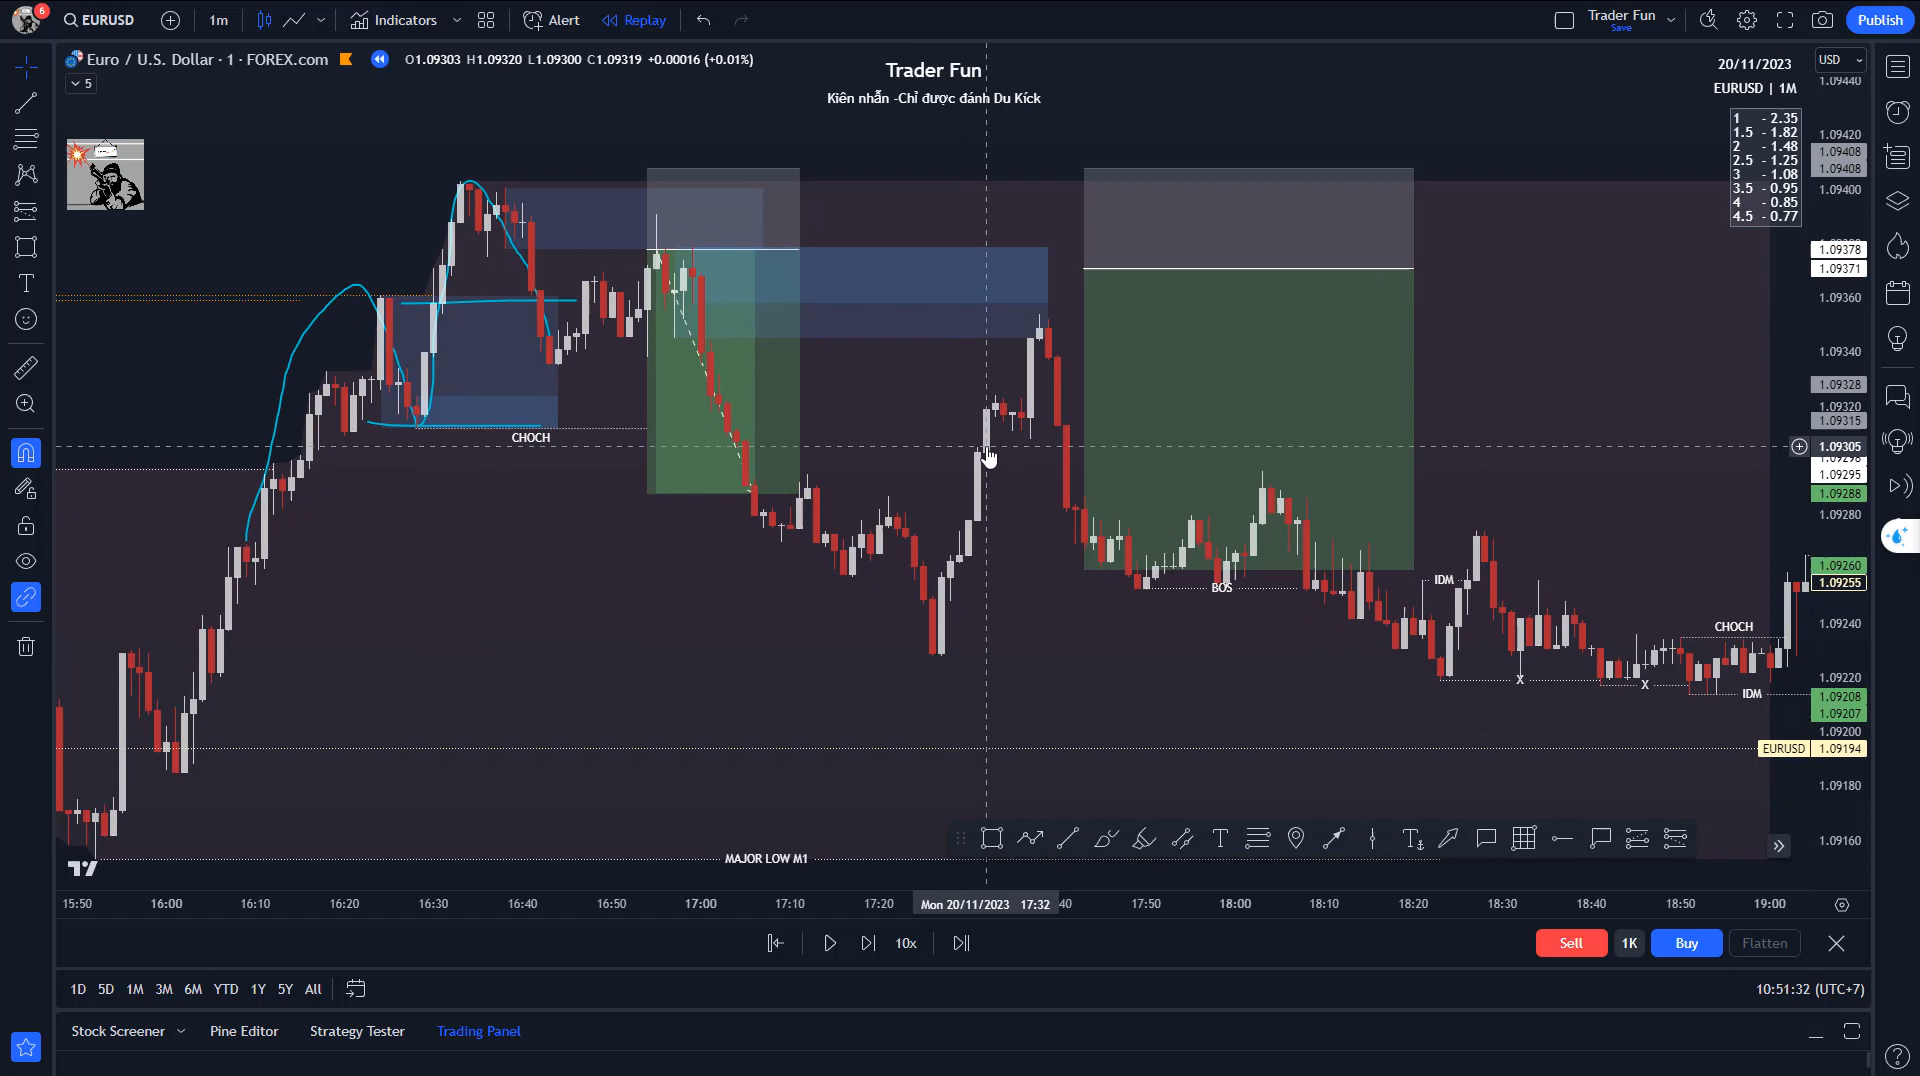 6
EURUSD
1m
Indicators
Alert
Replay
Trader Fun
Save
Publish
Euro / U.S. Dollar · 1 · FOREX.com
O1.09303 H1.09320 L1.09300 C1.09319 +0.00016 (+0.01%)
5
Trader Fun
Kiên nhẫn -Chỉ được đánh Du Kích
20/11/2023
EURUSD | 1M
USD
1.09440
1 - 2.35
1.5 - 1.82
2 - 1.48
2.5 - 1.25
3 - 1.08
3.5 - 0.95
4 - 0.85
4.5 - 0.77
1.09420
1.09408
1.09408
1.09400
1.09378
1.09371
1.09360
1.09340
1.09328
1.09320
1.09315
1.09305
1.09295
1.09288
1.09280
1.09260
1.09255
1.09240
1.09220
1.09208
1.09207
1.09200
EURUSD 1.09194
1.09180
1.09160
CHOCH
BOS
IDM
X
X
CHOCH
IDM
MAJOR LOW M1
15:50 16:00 16:10 16:20 16:30 16:40 16:50 17:00 17:10 17:20 Mon 20/11/2023 17:32 40 17:50 18:00 18:10 18:20 18:30 18:40 18:50 19:00
10x
Sell
1K
Buy
Flatten
1D 5D 1M 3M 6M YTD 1Y 5Y All
10:51:32 (UTC+7)
Stock Screener
Pine Editor
Strategy Tester
Trading Panel